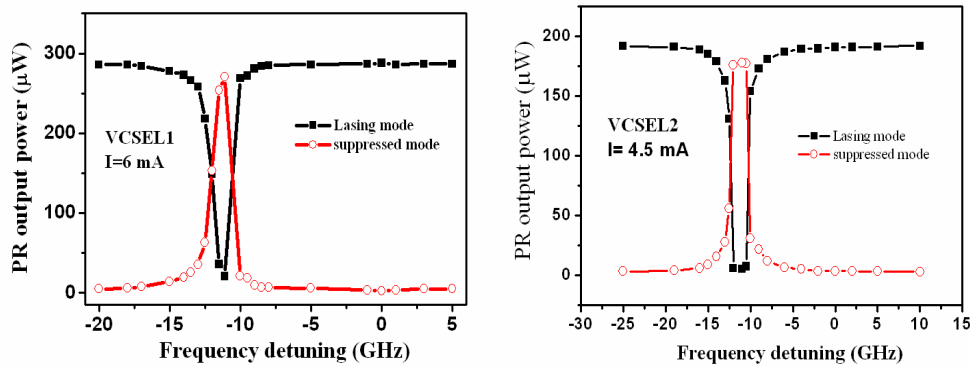 PR output power (µW)
300
200
100
0
VCSEL1
I=6 mA
Lasing mode
suppressed mode
-20 -15 -10 -5 0 5
Frequency detuning (GHz)
PR output power (µW)
200
150
100
50
0
VCSEL2
I= 4.5 mA
Lasing mode
suppressed mode
-30 -25 -20 -15 -10 -5 0 5 10 15
Frequency detuning (GHz)